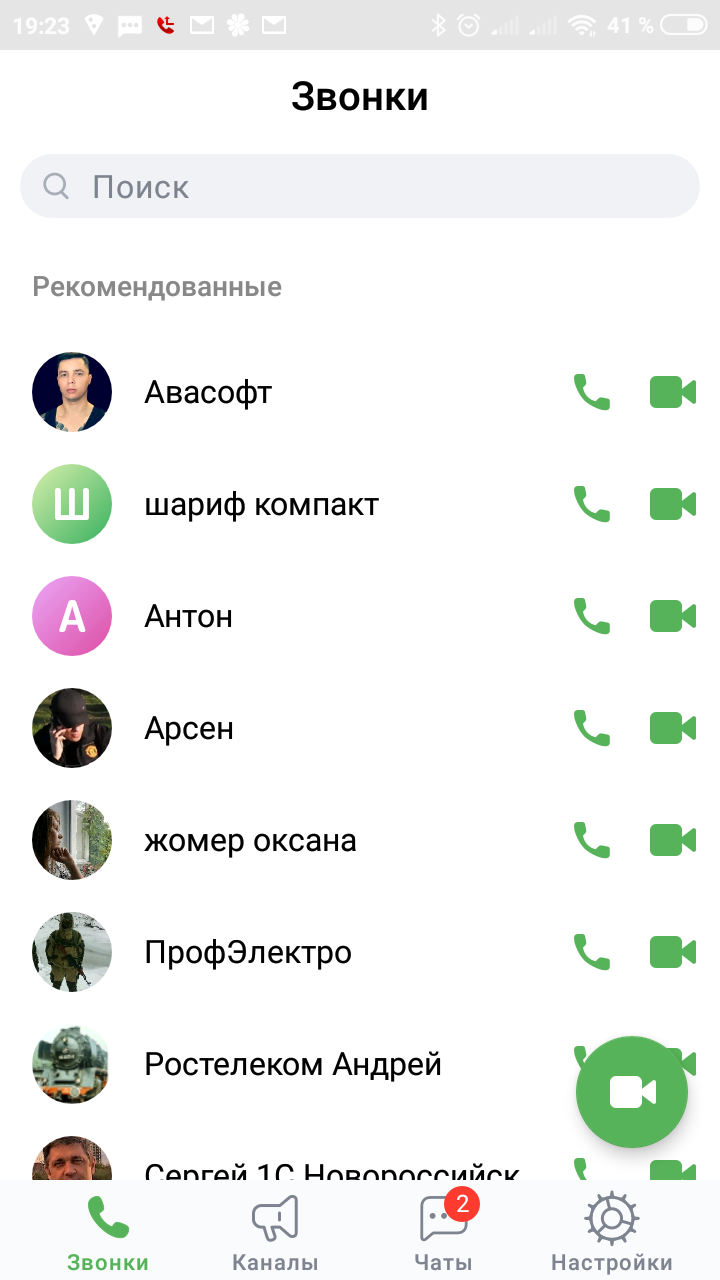 19:23 41 %
Звонки
Поиск
Рекомендованные
Авасофт
Ш шариф компакт
А Антон
Арсен
жомер оксана
ПрофЭлектро
Ростелеком Андрей
Сергей 1С Новороссийск
2
Звонки Каналы Чаты Настройки